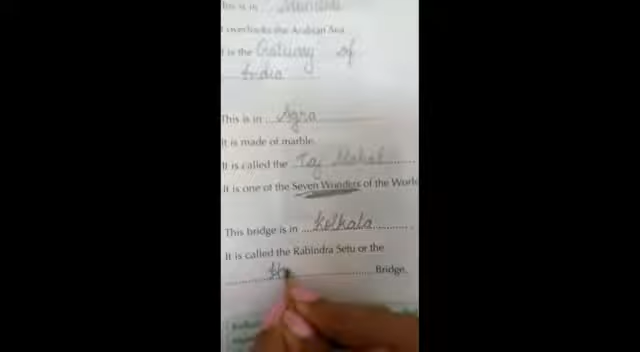 This is in Mumbai
It overlooks the Arabian Sea.
It is the Gateway of
India
This is in Agra
It is made of marble.
It is called the Taj Mahal
It is one of the Seven Wonders of the World
This bridge is in Kolkata.
It is called the Rabindra Setu or the
Bridge.